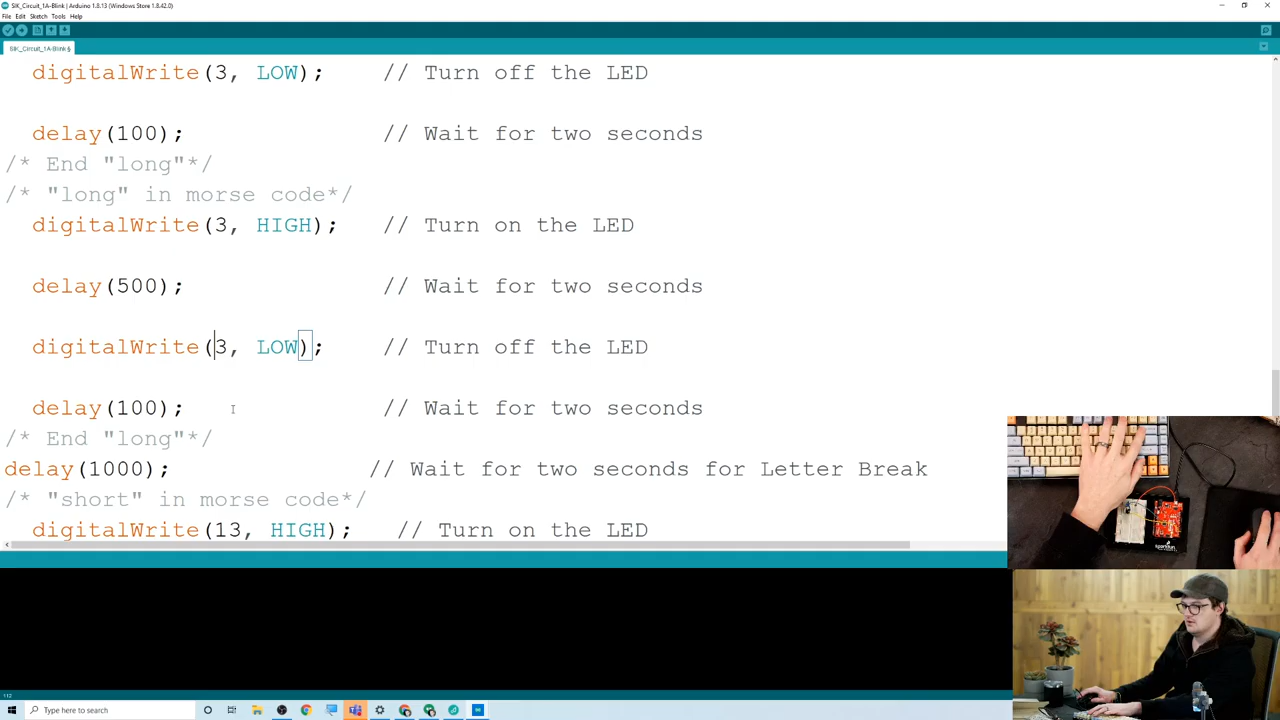 SIK_Circuit_1A-Blink | Arduino 1.8.13 (Windows Store 1.8.42.0)
File Edit Sketch Tools Help
SIK_Circuit_1A-Blink §
digitalWrite(3, LOW); // Turn off the LED
delay(100); // Wait for two seconds
/* End "long"*/
/* "long" in morse code*/
digitalWrite(3, HIGH); // Turn on the LED
delay(500); // Wait for two seconds
digitalWrite(3, LOW); // Turn off the LED
delay(100); // Wait for two seconds
/* End "long"*/
delay(1000); // Wait for two seconds for Letter Break
/* "short" in morse code*/
digitalWrite(13, HIGH); // Turn on the LED
sparkfun
112
Type here to search